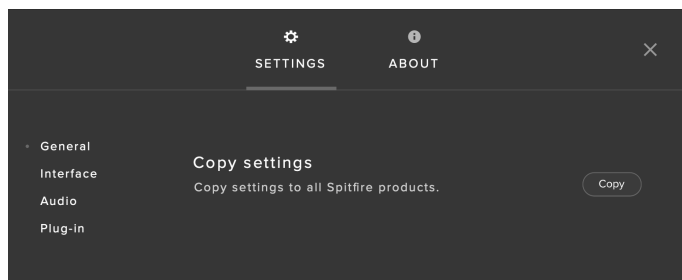 SETTINGS
ABOUT
General
Interface
Audio
Plug-in
Copy settings
Copy settings to all Spitfire products.
Copy